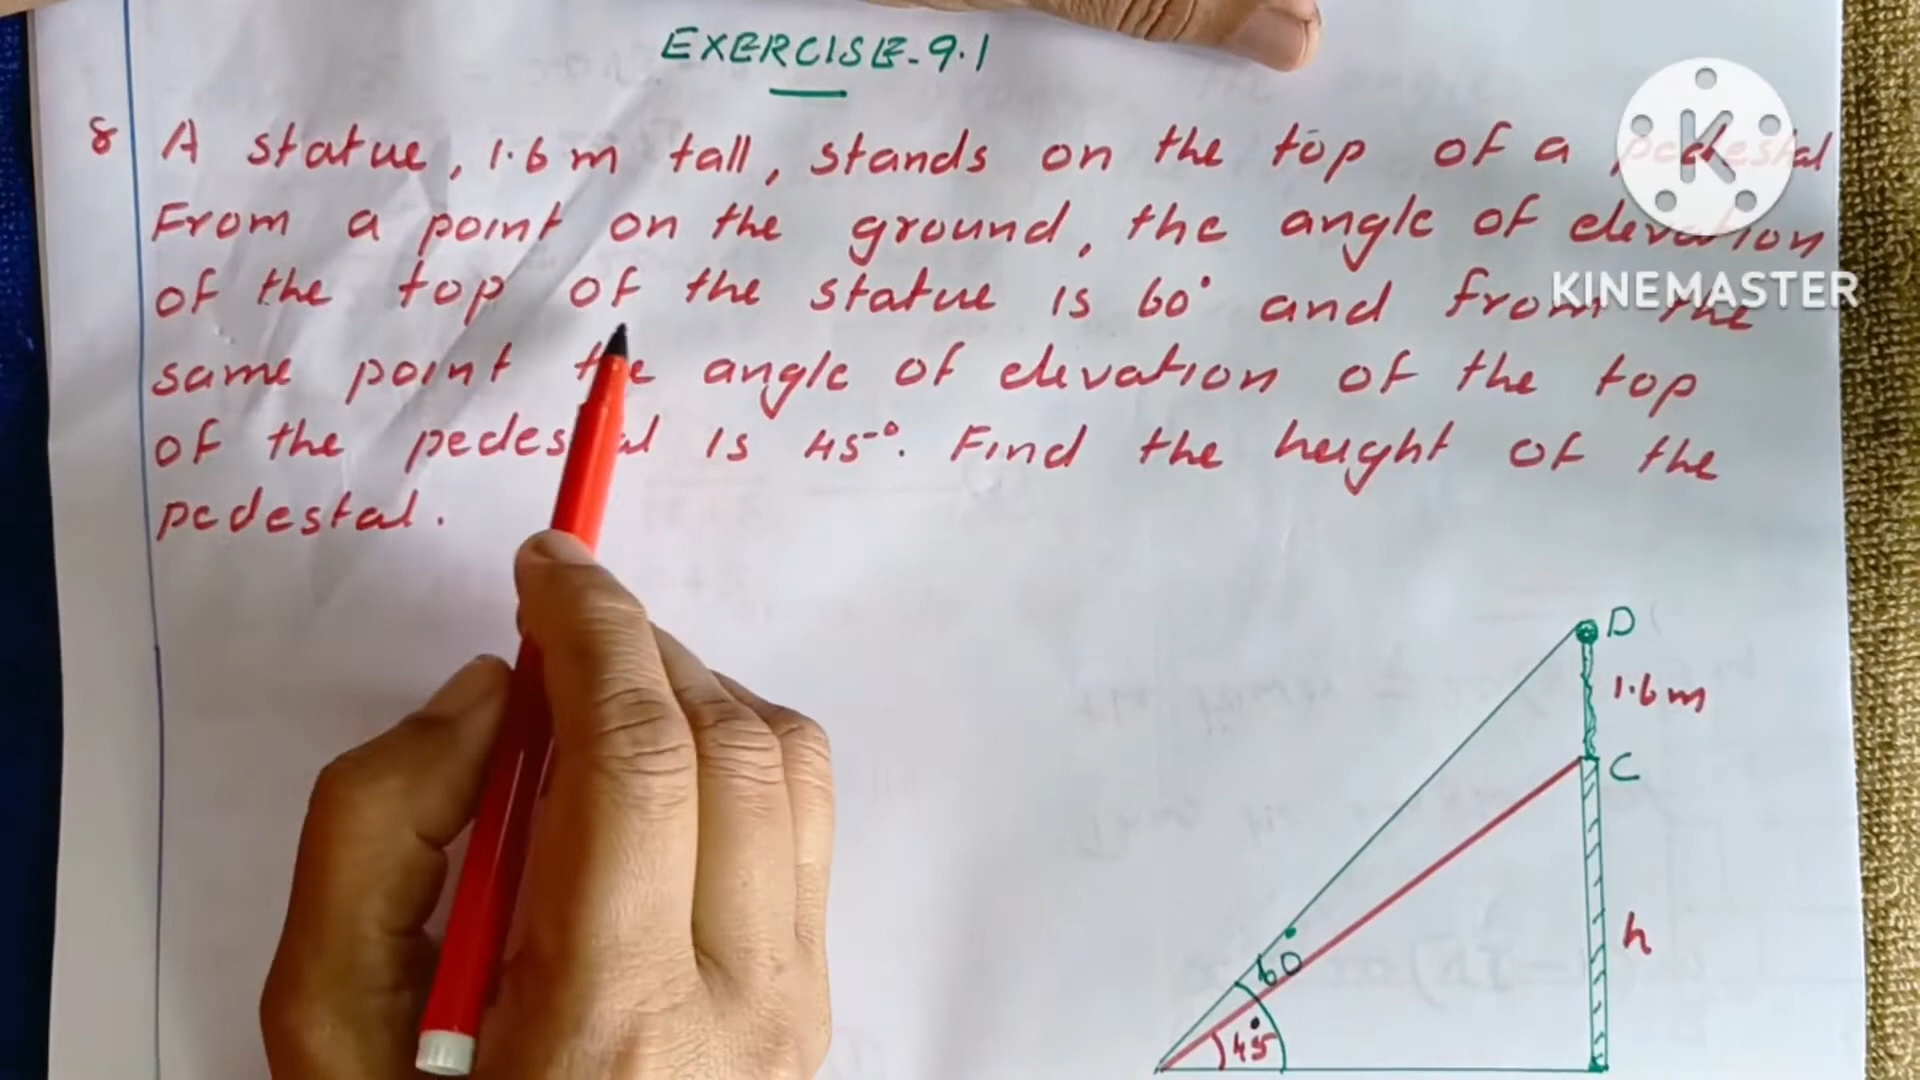 EXERCISE-9.1
8 A statue, 1.6m tall, stands on the top of a pedestal
From a point on the ground, the angle of elevation
of the top of the statue is 60° and from the
same point the angle of elevation of the top
of the pedestal is 45°. Find the height of the
pedestal.
K
KINEMASTER
D
1.6m
C
h
60°
45°